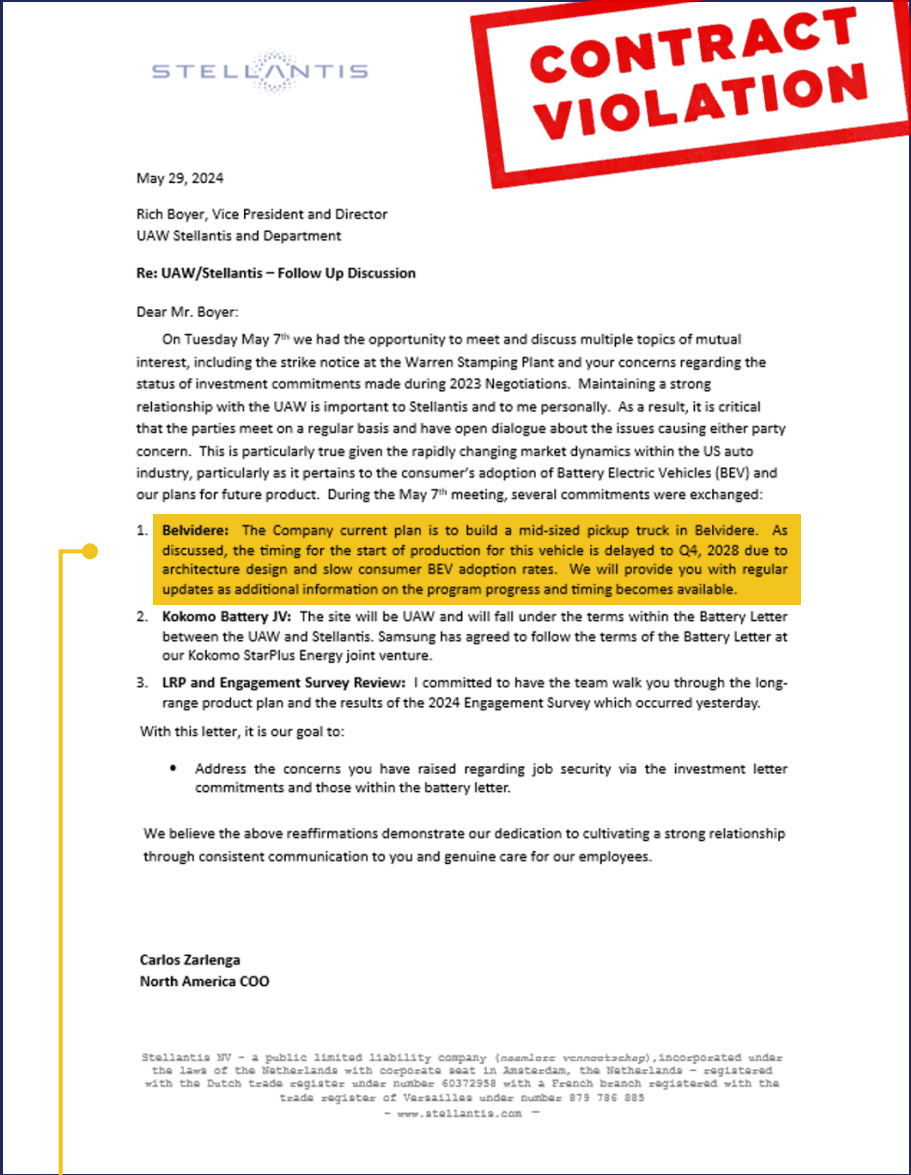 STELLANTIS
CONTRACT
VIOLATION
May 29, 2024
Rich Boyer, Vice President and Director
UAW Stellantis and Department
Re: UAW/Stellantis – Follow Up Discussion
Dear Mr. Boyer:
On Tuesday May 7th we had the opportunity to meet and discuss multiple topics of mutual
interest, including the strike notice at the Warren Stamping Plant and your concerns regarding the
status of investment commitments made during 2023 Negotiations. Maintaining a strong
relationship with the UAW is important to Stellantis and to me personally. As a result, it is critical
that the parties meet on a regular basis and have open dialogue about the issues causing either party
concern. This is particularly true given the rapidly changing market dynamics within the US auto
industry, particularly as it pertains to the consumer's adoption of Battery Electric Vehicles (BEV) and
our plans for future product. During the May 7th meeting, several commitments were exchanged:
1. Belvidere: The Company current plan is to build a mid-sized pickup truck in Belvidere. As
discussed, the timing for the start of production for this vehicle is delayed to Q4, 2028 due to
architecture design and slow consumer BEV adoption rates. We will provide you with regular
updates as additional information on the program progress and timing becomes available.
2. Kokomo Battery JV: The site will be UAW and will fall under the terms within the Battery Letter
between the UAW and Stellantis. Samsung has agreed to follow the terms of the Battery Letter at
our Kokomo StarPlus Energy joint venture.
3. LRP and Engagement Survey Review: I committed to have the team walk you through the long-
range product plan and the results of the 2024 Engagement Survey which occurred yesterday.
With this letter, it is our goal to:
• Address the concerns you have raised regarding job security via the investment letter
commitments and those within the battery letter.
We believe the above reaffirmations demonstrate our dedication to cultivating a strong relationship
through consistent communication to you and genuine care for our employees.
Carlos Zarlenga
North America COO
Stellantis NV – a public limited liability company (naamloze vennootschap), incorporated under
the laws of the Netherlands with corporate seat in Amsterdam, the Netherlands – registered
with the Dutch trade register under number 60372958 with a French branch registered with the
trade register of Versailles under number 879 786 885
– www.stellantis.com –